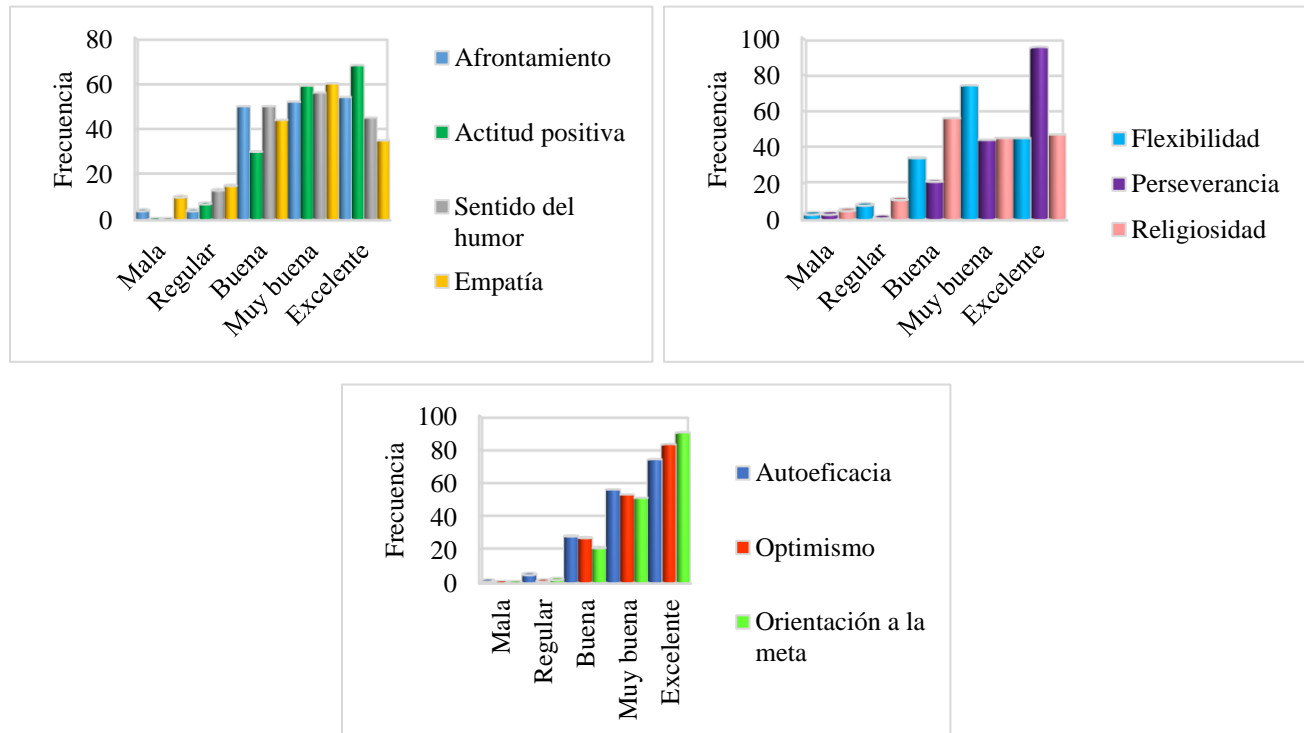 80
60
40
20
0
Frecuencia
Mala
Regular
Buena
Muy buena
Excelente
Afrontamiento
Actitud positiva
Sentido del
humor
Empatía
100
80
60
40
20
0
Frecuencia
Mala
Regular
Buena
Muy buena
Excelente
Flexibilidad
Perseverancia
Religiosidad
100
80
60
40
20
0
Frecuencia
Mala
Regular
Buena
Muy buena
Excelente
Autoeficacia
Optimismo
Orientación a la
meta